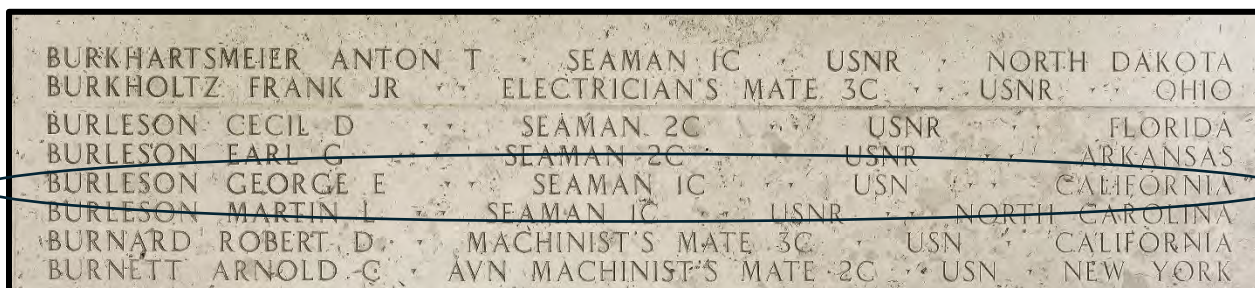 BURKHARTSMEIER ANTON T · SEAMAN 1C · USNR · NORTH DAKOTA
BURKHOLTZ FRANK JR · · ELECTRICIAN'S MATE 3C · · USNR · · OHIO
BURLESON CECIL D · · SEAMAN 2C · · USNR · · FLORIDA
BURLESON EARL G · · SEAMAN 2C · · USNR · · ARKANSAS
BURLESON GEORGE E · · SEAMAN 1C · · USN · · CALIFORNIA
BURLESON MARTIN L · · SEAMAN 1C · · USNR · · NORTH CAROLINA
BURNARD ROBERT D · · MACHINIST'S MATE 3C · USN · CALIFORNIA
BURNETT ARNOLD C · AVN MACHINIST'S MATE 2C · · USN · NEW YORK